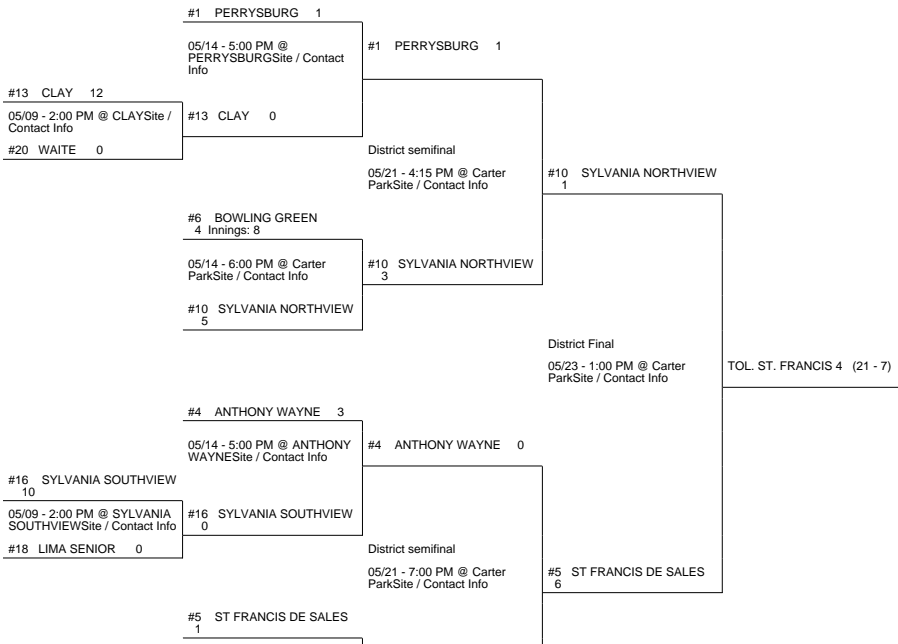 #1 PERRYSBURG 1
05/14 - 5:00 PM @
PERRYSBURGSite / Contact
Info
#1 PERRYSBURG 1
#13 CLAY 12
05/09 - 2:00 PM @ CLAYSite /
Contact Info
#20 WAITE 0
#13 CLAY 0
District semifinal
05/21 - 4:15 PM @ Carter
ParkSite / Contact Info
#10 SYLVANIA NORTHVIEW
1
#6 BOWLING GREEN
4 Innings: 8
05/14 - 6:00 PM @ Carter
ParkSite / Contact Info
#10 SYLVANIA NORTHVIEW
3
#10 SYLVANIA NORTHVIEW
5
District Final
05/23 - 1:00 PM @ Carter
ParkSite / Contact Info
TOL. ST. FRANCIS 4 (21 - 7)
#4 ANTHONY WAYNE 3
05/14 - 5:00 PM @ ANTHONY
WAYNESite / Contact Info
#4 ANTHONY WAYNE 0
#16 SYLVANIA SOUTHVIEW
10
05/09 - 2:00 PM @ SYLVANIA
SOUTHVIEWSite / Contact Info
#18 LIMA SENIOR 0
#16 SYLVANIA SOUTHVIEW
0
District semifinal
05/21 - 7:00 PM @ Carter
ParkSite / Contact Info
#5 ST FRANCIS DE SALES
6
#5 ST FRANCIS DE SALES
1